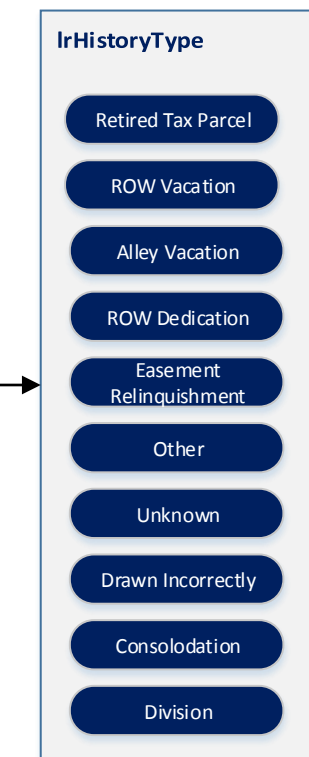 lrHistoryType
Retired Tax Parcel
ROW Vacation
Alley Vacation
ROW Dedication
Easement
Relinquishment
Other
Unknown
Drawn Incorrectly
Consolodation
Division